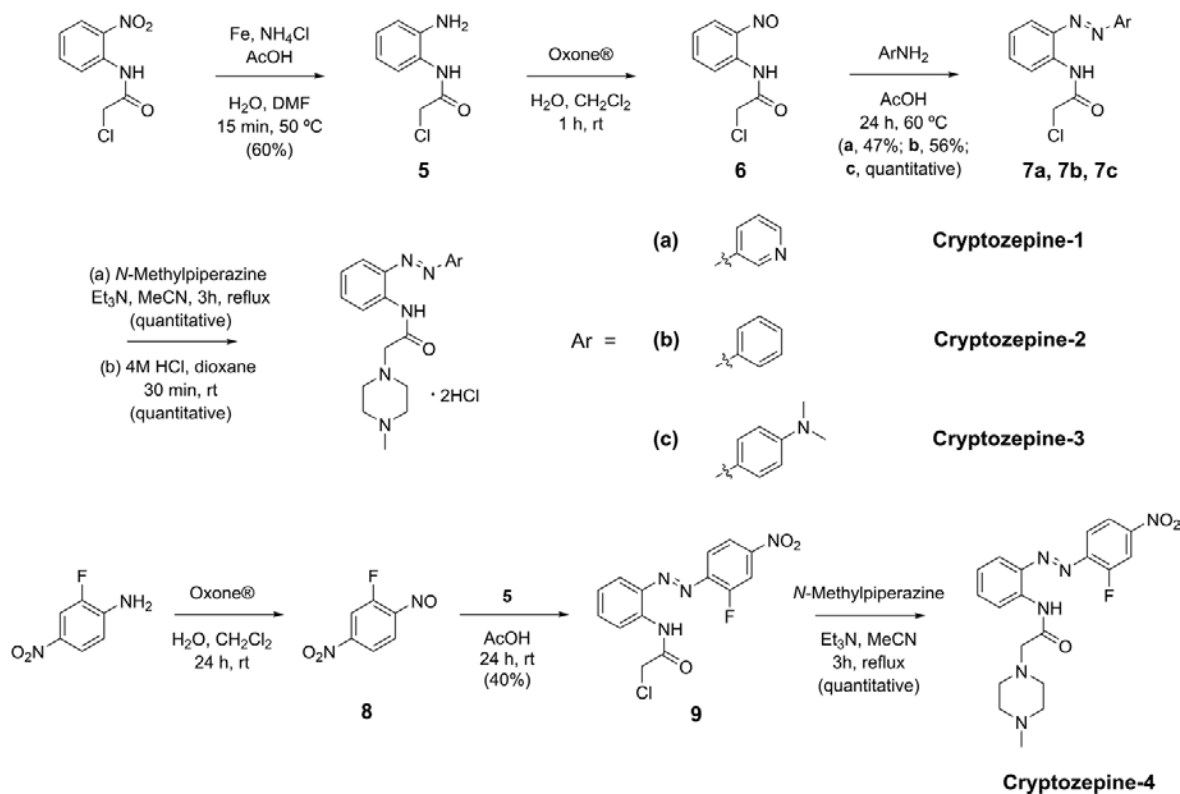 NO₂
NH
O
Cl
Fe, NH₄Cl
AcOH
H₂O, DMF
15 min, 50 ºC
(60%)
NH₂
NH
O
Cl
5
Oxone®
H₂O, CH₂Cl₂
1 h, rt
NO
NH
O
Cl
6
ArNH₂
AcOH
24 h, 60 ºC
(a, 47%; b, 56%;
c, quantitative)
N
N
Ar
NH
O
Cl
7a, 7b, 7c
(a) N-Methylpiperazine
Et₃N, MeCN, 3h, reflux
(quantitative)
(b) 4M HCl, dioxane
30 min, rt
(quantitative)
N
N
Ar
NH
O
N
N
· 2HCl
Ar =
(a)
N
Cryptozepine-1
(b)
Cryptozepine-2
(c)
N
Cryptozepine-3
F
NH₂
O₂N
Oxone®
H₂O, CH₂Cl₂
24 h, rt
F
NO
O₂N
8
5
AcOH
24 h, rt
(40%)
NO₂
N
N
F
NH
O
Cl
9
N-Methylpiperazine
Et₃N, MeCN
3h, reflux
(quantitative)
NO₂
N
N
F
NH
O
N
N
Cryptozepine-4